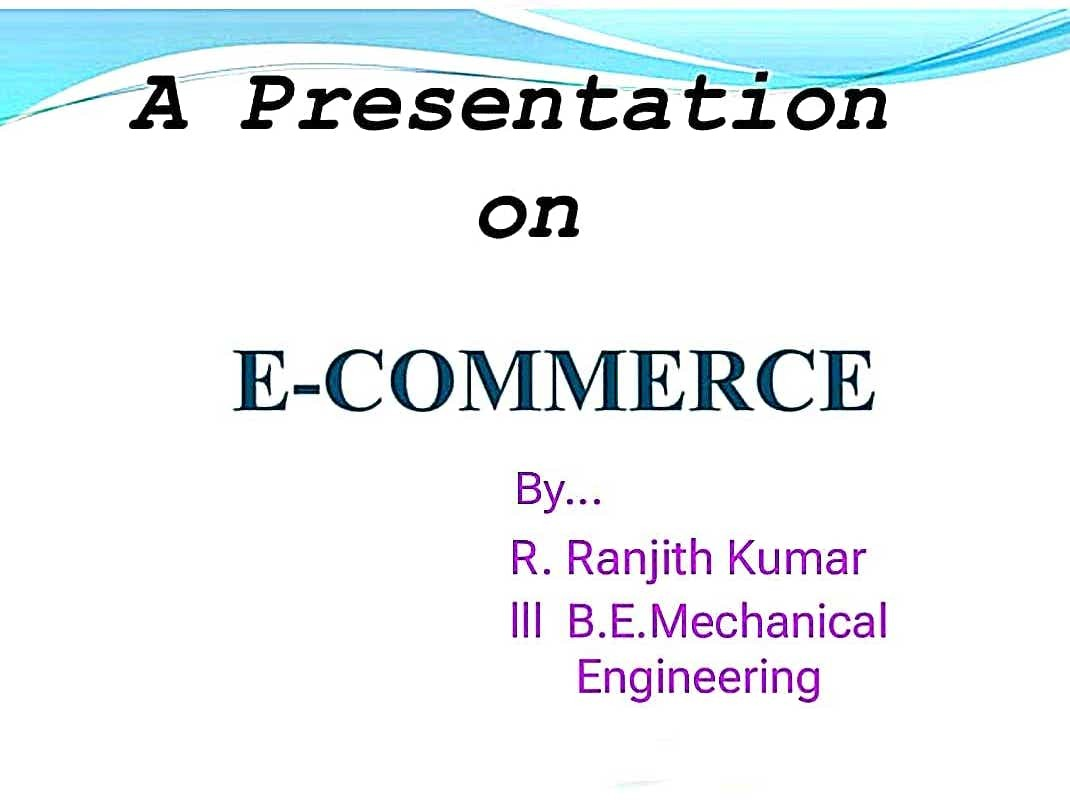 A Presentation
on
E-COMMERCE
By...
R. Ranjith Kumar
lll B.E.Mechanical
Engineering